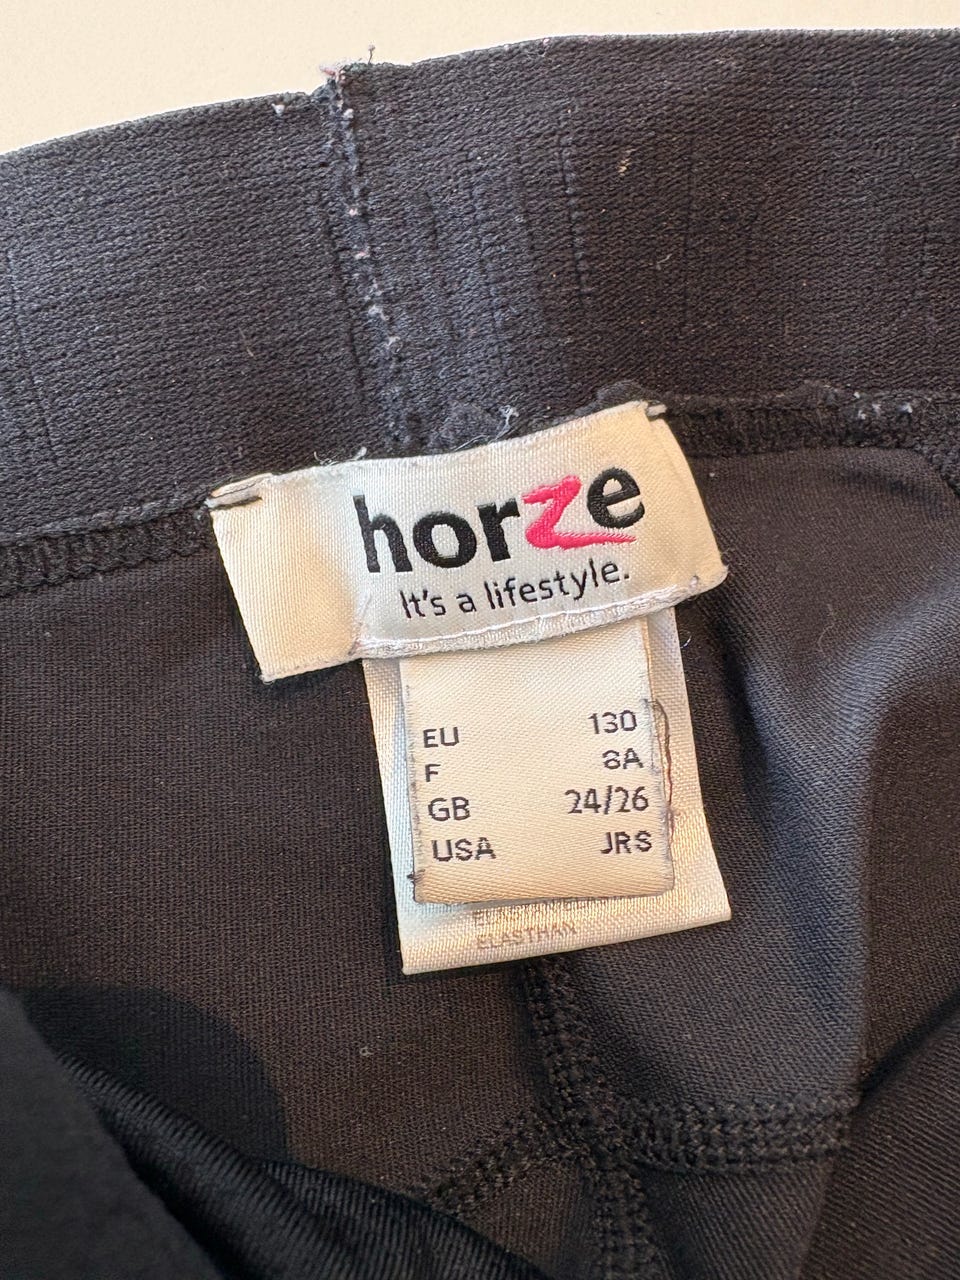 horze
It's a lifestyle.
EU 130
F 8A
GB 24/26
USA JRS
ELASTHAN